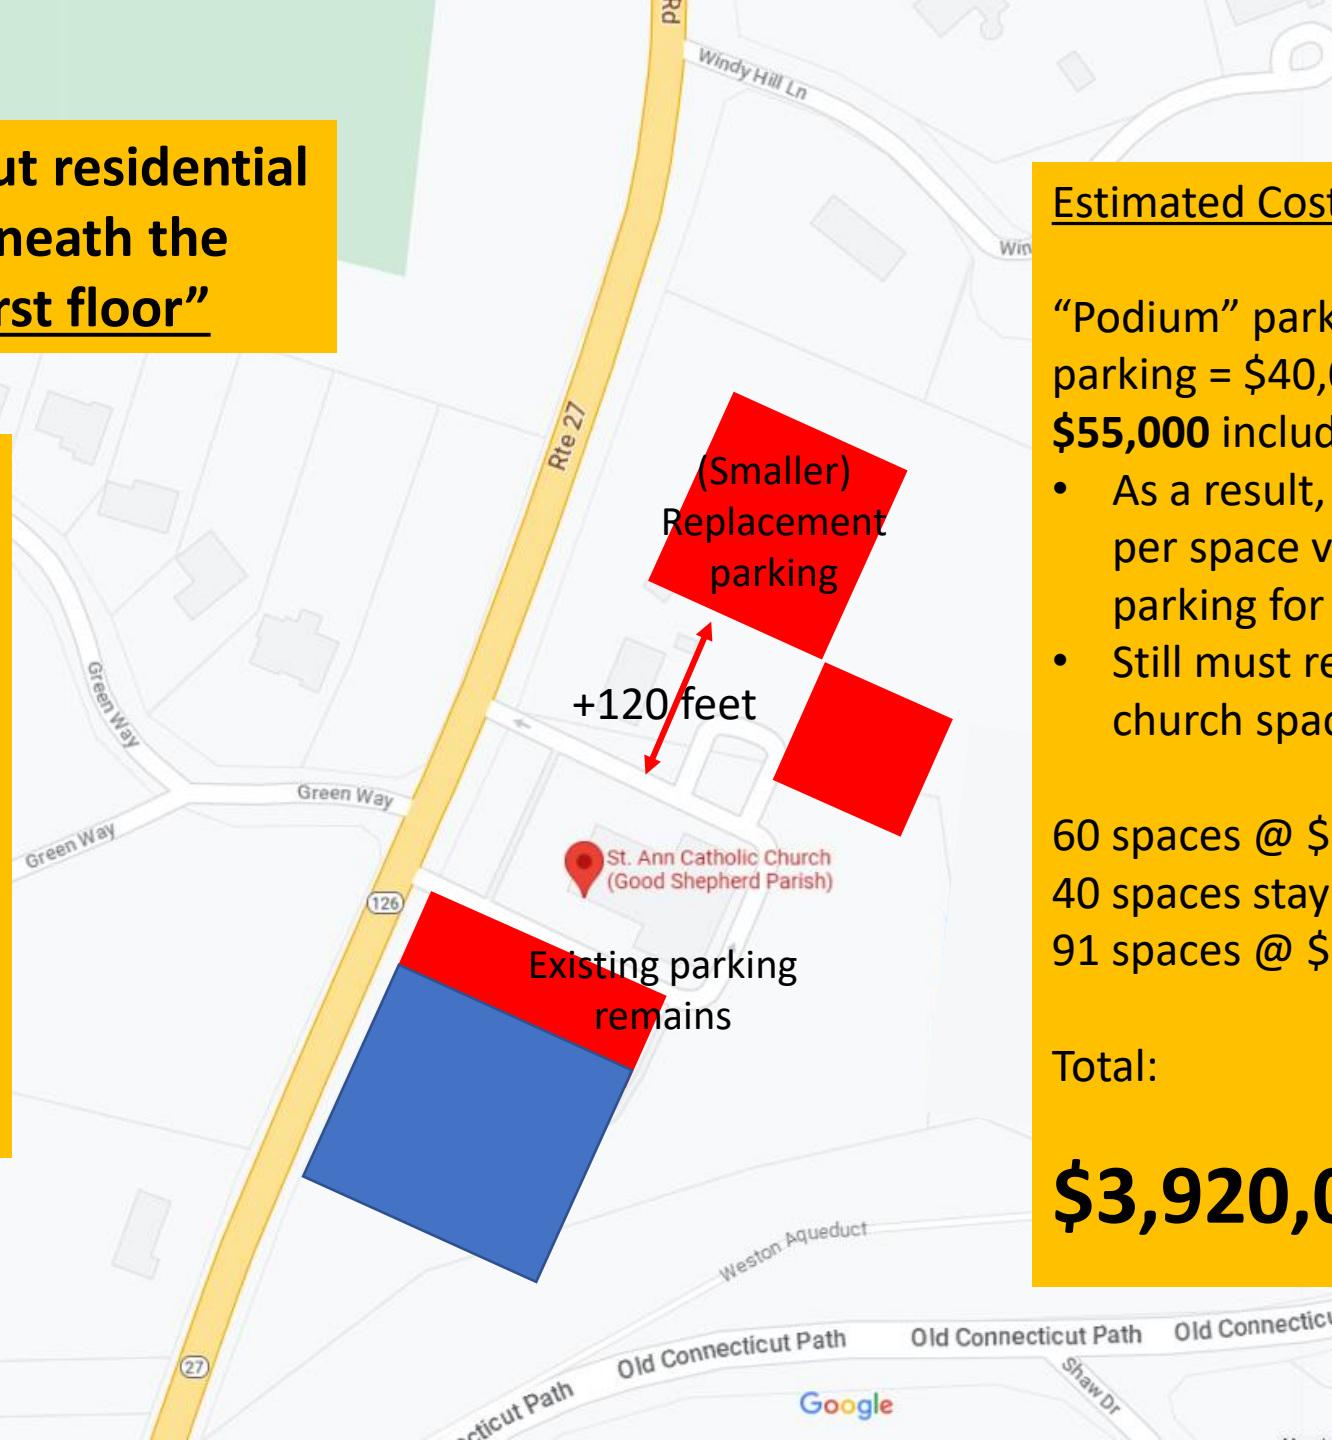 Rd
Windy Hill Ln
ut residential
neath the
rst floor”
Estimated Cost
Win
“Podium” park
parking = $40,
$55,000 includ
• As a result,
per space v
parking for
• Still must re
church spac
60 spaces @ $
40 spaces stay
91 spaces @ $
Total:
$3,920,0
Rte 27
(Smaller)
Replacement
parking
+120 feet
Green Way
Green Way
Green Way
St. Ann Catholic Church
(Good Shepherd Parish)
126
Existing parking
remains
Weston Aqueduct
Old Connecticut Path
Old Connecticut Path
Old Connecticu
cticut Path
27
Shaw Dr
Google